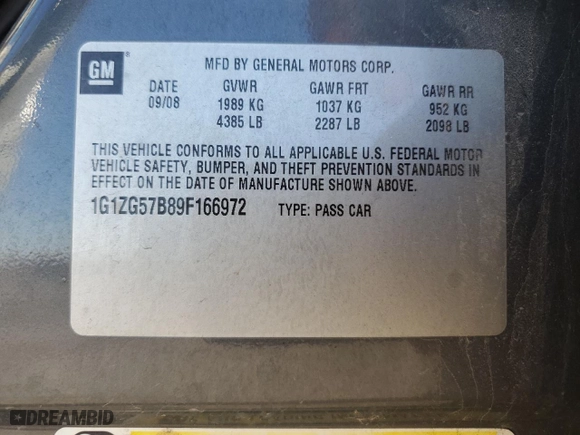 GM
MFD BY GENERAL MOTORS CORP.
DATE GVWR GAWR FRT GAWR RR
09/08 1989 KG 1037 KG 952 KG
4385 LB 2287 LB 2098 LB
THIS VEHICLE CONFORMS TO ALL APPLICABLE U.S. FEDERAL MOTOR
VEHICLE SAFETY, BUMPER, AND THEFT PREVENTION STANDARDS IN
EFFECT ON THE DATE OF MANUFACTURE SHOWN ABOVE.
1G1ZG57B89F166972 TYPE: PASS CAR
DREAMBID